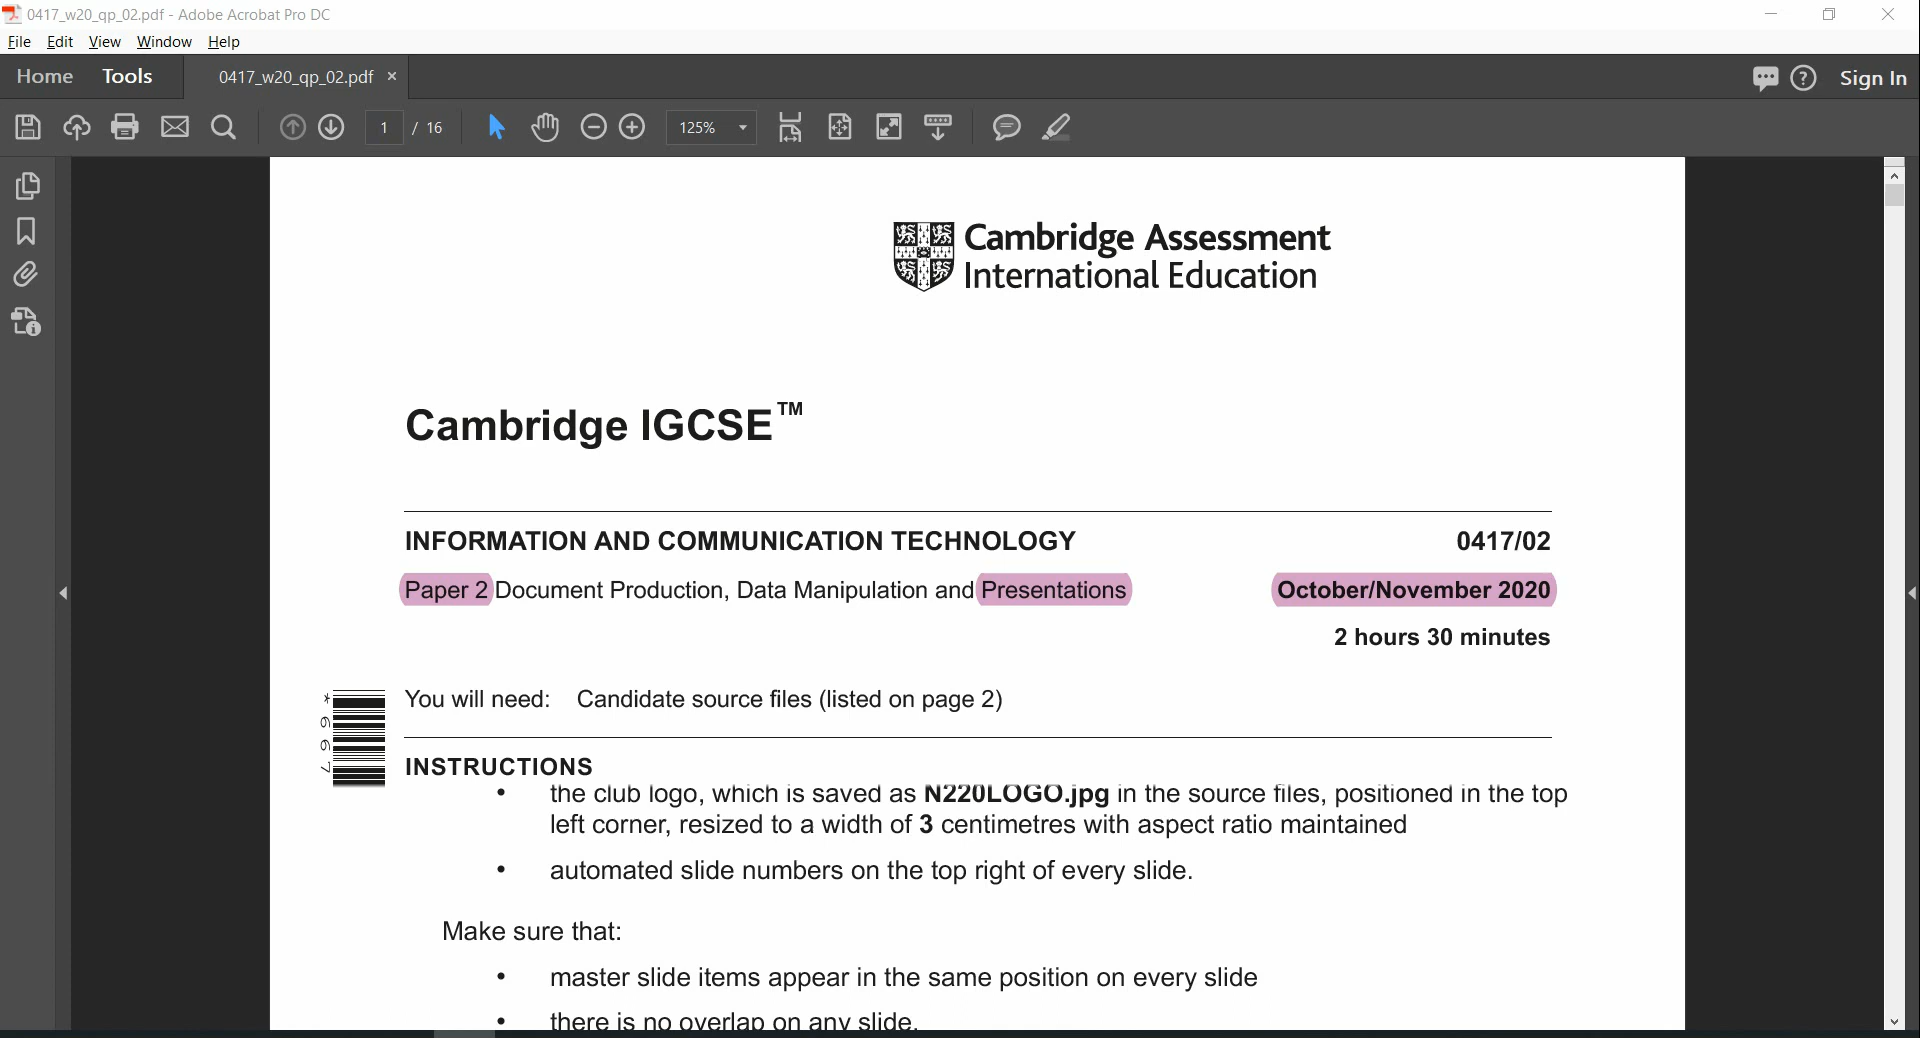 0417_w20_qp_02.pdf - Adobe Acrobat Pro DC
File Edit View Window Help
Home Tools 0417_w20_qp_02.pdf × Sign In
1 / 16 125%
Cambridge Assessment
International Education
Cambridge IGCSE™
INFORMATION AND COMMUNICATION TECHNOLOGY 0417/02
Paper 2 Document Production, Data Manipulation and Presentations October/November 2020
2 hours 30 minutes
You will need: Candidate source files (listed on page 2)
INSTRUCTIONS
• the club logo, which is saved as N220LOGO.jpg in the source files, positioned in the top
left corner, resized to a width of 3 centimetres with aspect ratio maintained
• automated slide numbers on the top right of every slide.
Make sure that:
• master slide items appear in the same position on every slide
• there is no overlap on any slide.